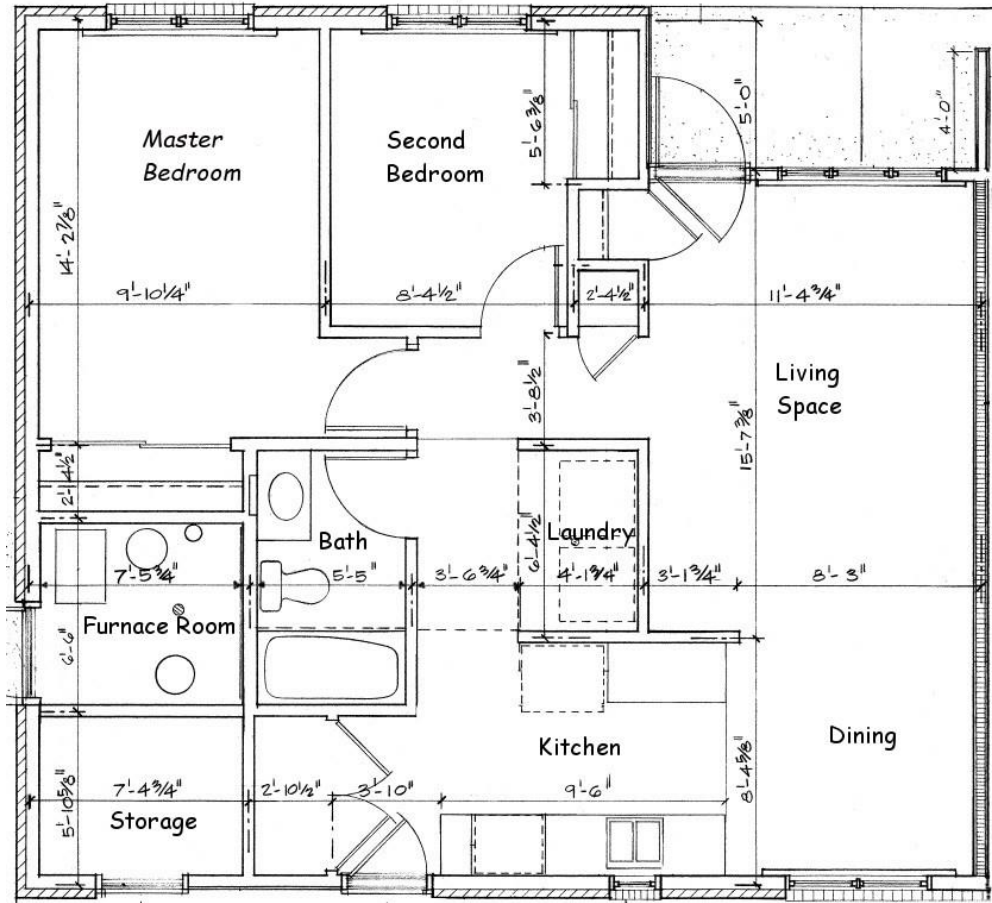 Master
Bedroom
Second
Bedroom
5'-6 3/8"
5'-0"
4'-0"
14'-2 7/8"
9'-10 1/4"
8'-4 1/2"
2'-4 1/2"
11'-4 3/4"
3'-8 1/2"
Living
Space
15'-7 3/8"
2'-4 1/2"
Bath
6'-4 1/2"
Laundry
7'-5 3/4"
5'-5"
3'-6 3/4"
4'-1 3/4"
3'-1 3/4"
8'-3"
Furnace Room
6'-6"
Kitchen
Dining
8'-4 5/8"
7'-4 3/4"
2'-10 1/2"
3'-10"
9'-6"
5'-10 5/8"
Storage